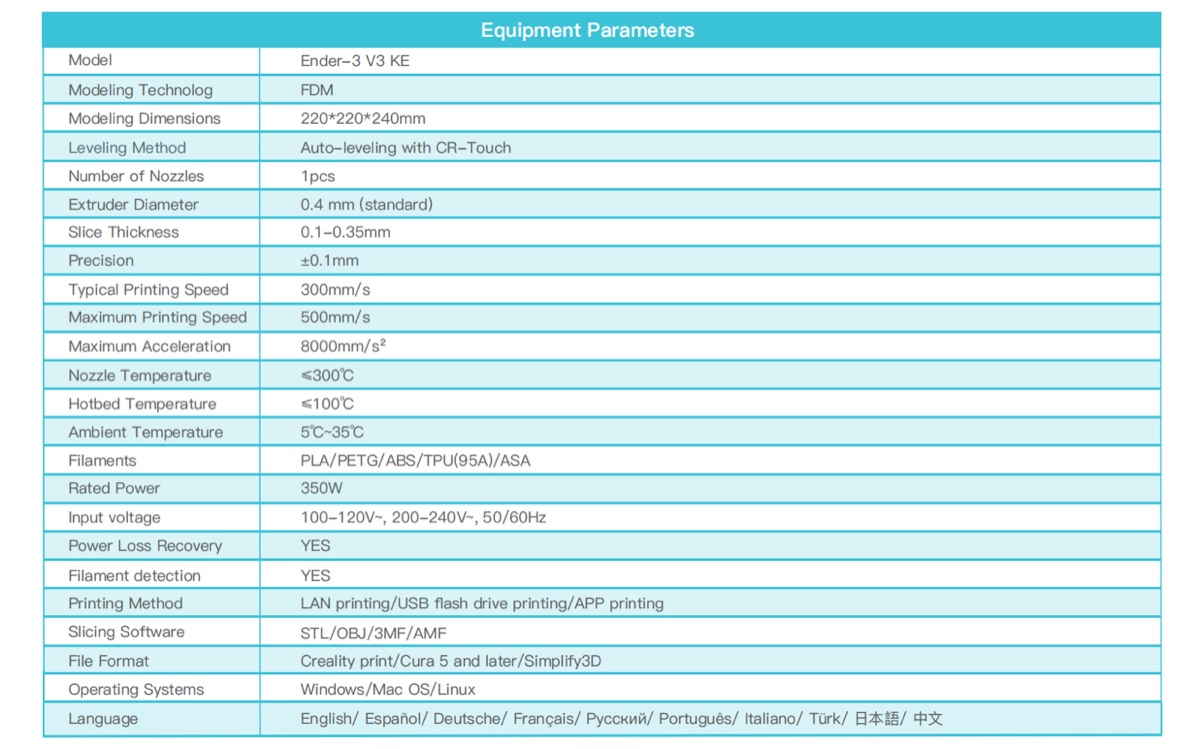 Equipment Parameters
Model Ender-3 V3 KE
Modeling Technolog FDM
Modeling Dimensions 220*220*240mm
Leveling Method Auto-leveling with CR-Touch
Number of Nozzles 1pcs
Extruder Diameter 0.4 mm (standard)
Slice Thickness 0.1-0.35mm
Precision ±0.1mm
Typical Printing Speed 300mm/s
Maximum Printing Speed 500mm/s
Maximum Acceleration 8000mm/s²
Nozzle Temperature ≤300℃
Hotbed Temperature ≤100℃
Ambient Temperature 5℃~35℃
Filaments PLA/PETG/ABS/TPU(95A)/ASA
Rated Power 350W
Input voltage 100-120V~, 200-240V~, 50/60Hz
Power Loss Recovery YES
Filament detection YES
Printing Method LAN printing/USB flash drive printing/APP printing
Slicing Software STL/OBJ/3MF/AMF
File Format Creality print/Cura 5 and later/Simplify3D
Operating Systems Windows/Mac OS/Linux
Language English/ Español/ Deutsche/ Français/ Русский/ Português/ Italiano/ Türk/ 日本語/ 中文